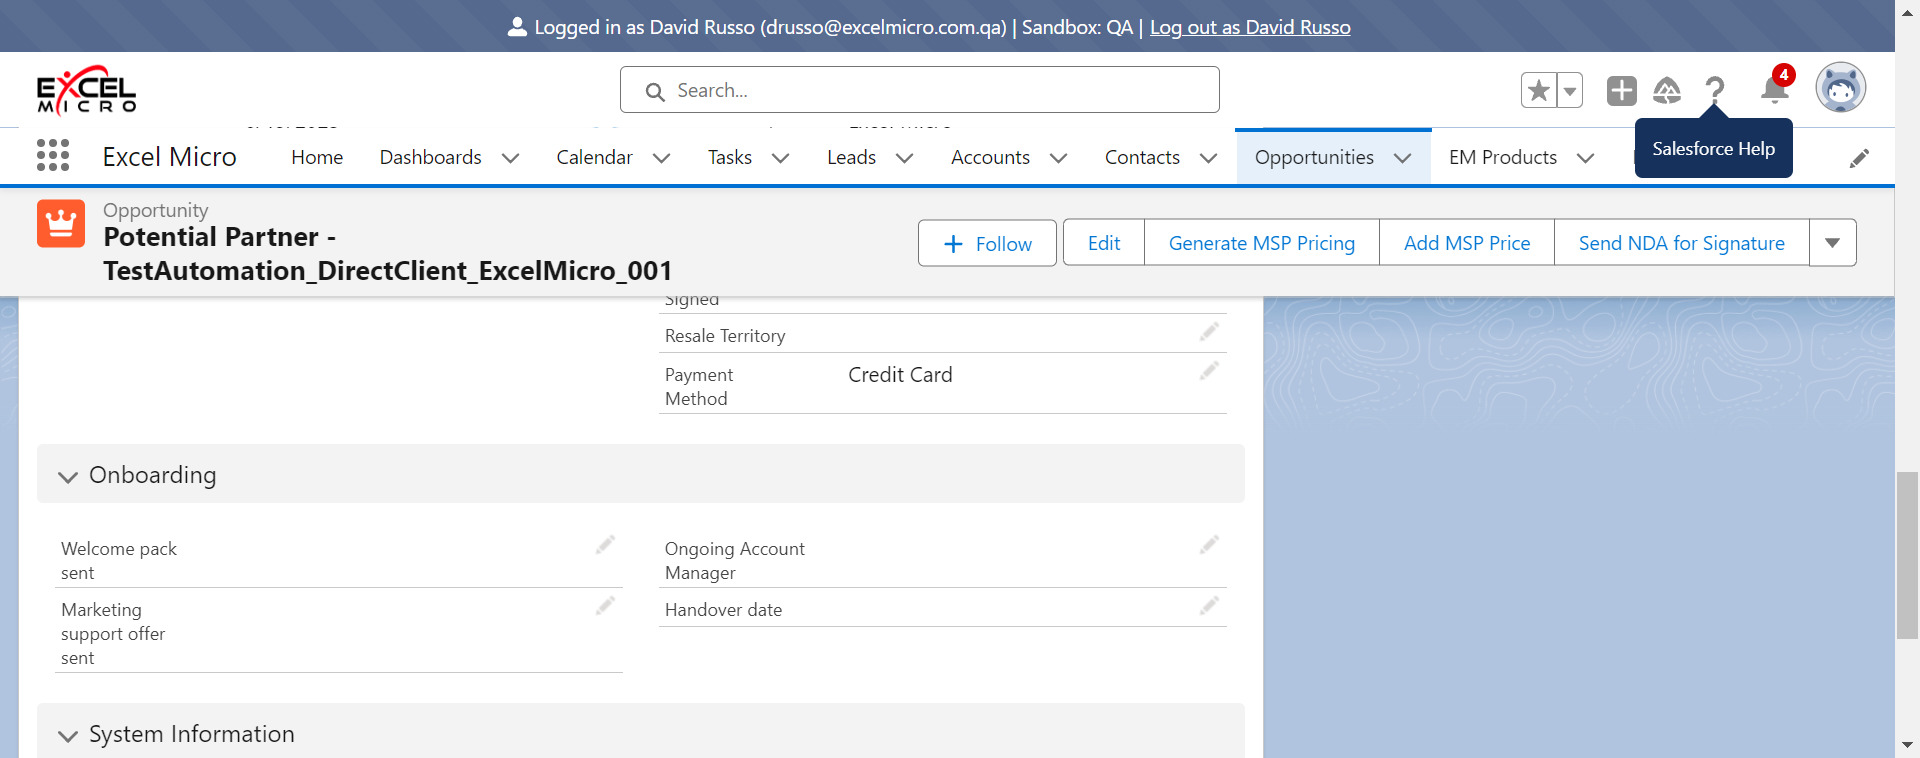 Logged in as David Russo (drusso@excelmicro.com.qa) | Sandbox: QA | Log out as David Russo
EXCEL
MICRO
Search...
4
Excel Micro
Home
Dashboards
Calendar
Tasks
Leads
Accounts
Contacts
Opportunities
EM Products
Salesforce Help
Opportunity
Potential Partner -
TestAutomation_DirectClient_ExcelMicro_001
Follow
Edit
Generate MSP Pricing
Add MSP Price
Send NDA for Signature
Signed
Resale Territory
Payment
Method
Credit Card
Onboarding
Welcome pack
sent
Ongoing Account
Manager
Marketing
support offer
sent
Handover date
System Information